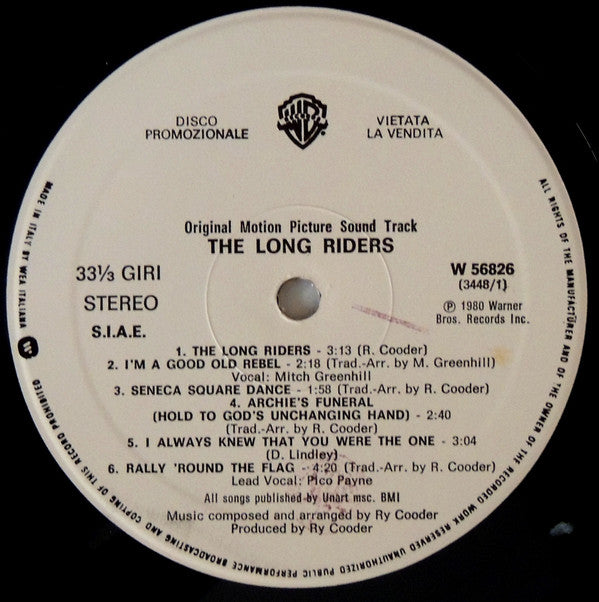 DISCO
PROMOZIONALE
VIETATA
LA VENDITA
Original Motion Picture Sound Track
THE LONG RIDERS
33⅓ GIRI
STEREO
S.I.A.E.
W 56826
(3448/1)
℗ 1980 Warner
Bros. Records Inc.
1. THE LONG RIDERS - 3:13 (R. Cooder)
2. I'M A GOOD OLD REBEL - 2:18 (Trad.-Arr. by M. Greenhill)
Vocal: Mitch Greenhill
3. SENECA SQUARE DANCE - 1:58 (Trad.-Arr. by R. Cooder)
4. ARCHIE'S FUNERAL
(HOLD TO GOD'S UNCHANGING HAND) - 2:40
(Trad.-Arr. by R. Cooder)
5. I ALWAYS KNEW THAT YOU WERE THE ONE - 3:04
(D. Lindley)
6. RALLY 'ROUND THE FLAG - 4:20 (Trad.-Arr. by R. Cooder)
Lead Vocal: Pico Payne
All songs published by Unart msc. BMI
Music composed and arranged by Ry Cooder
Produced by Ry Cooder
MADE IN ITALY BY WEA ITALIANA
ALL RIGHTS OF THE MANUFACTURER AND OF THE OWNER OF THE RECORDED WORK RESERVED UNAUTHORIZED PUBLIC PERFORMANCE BROADCASTING AND COPYING OF THIS RECORD PROHIBITED